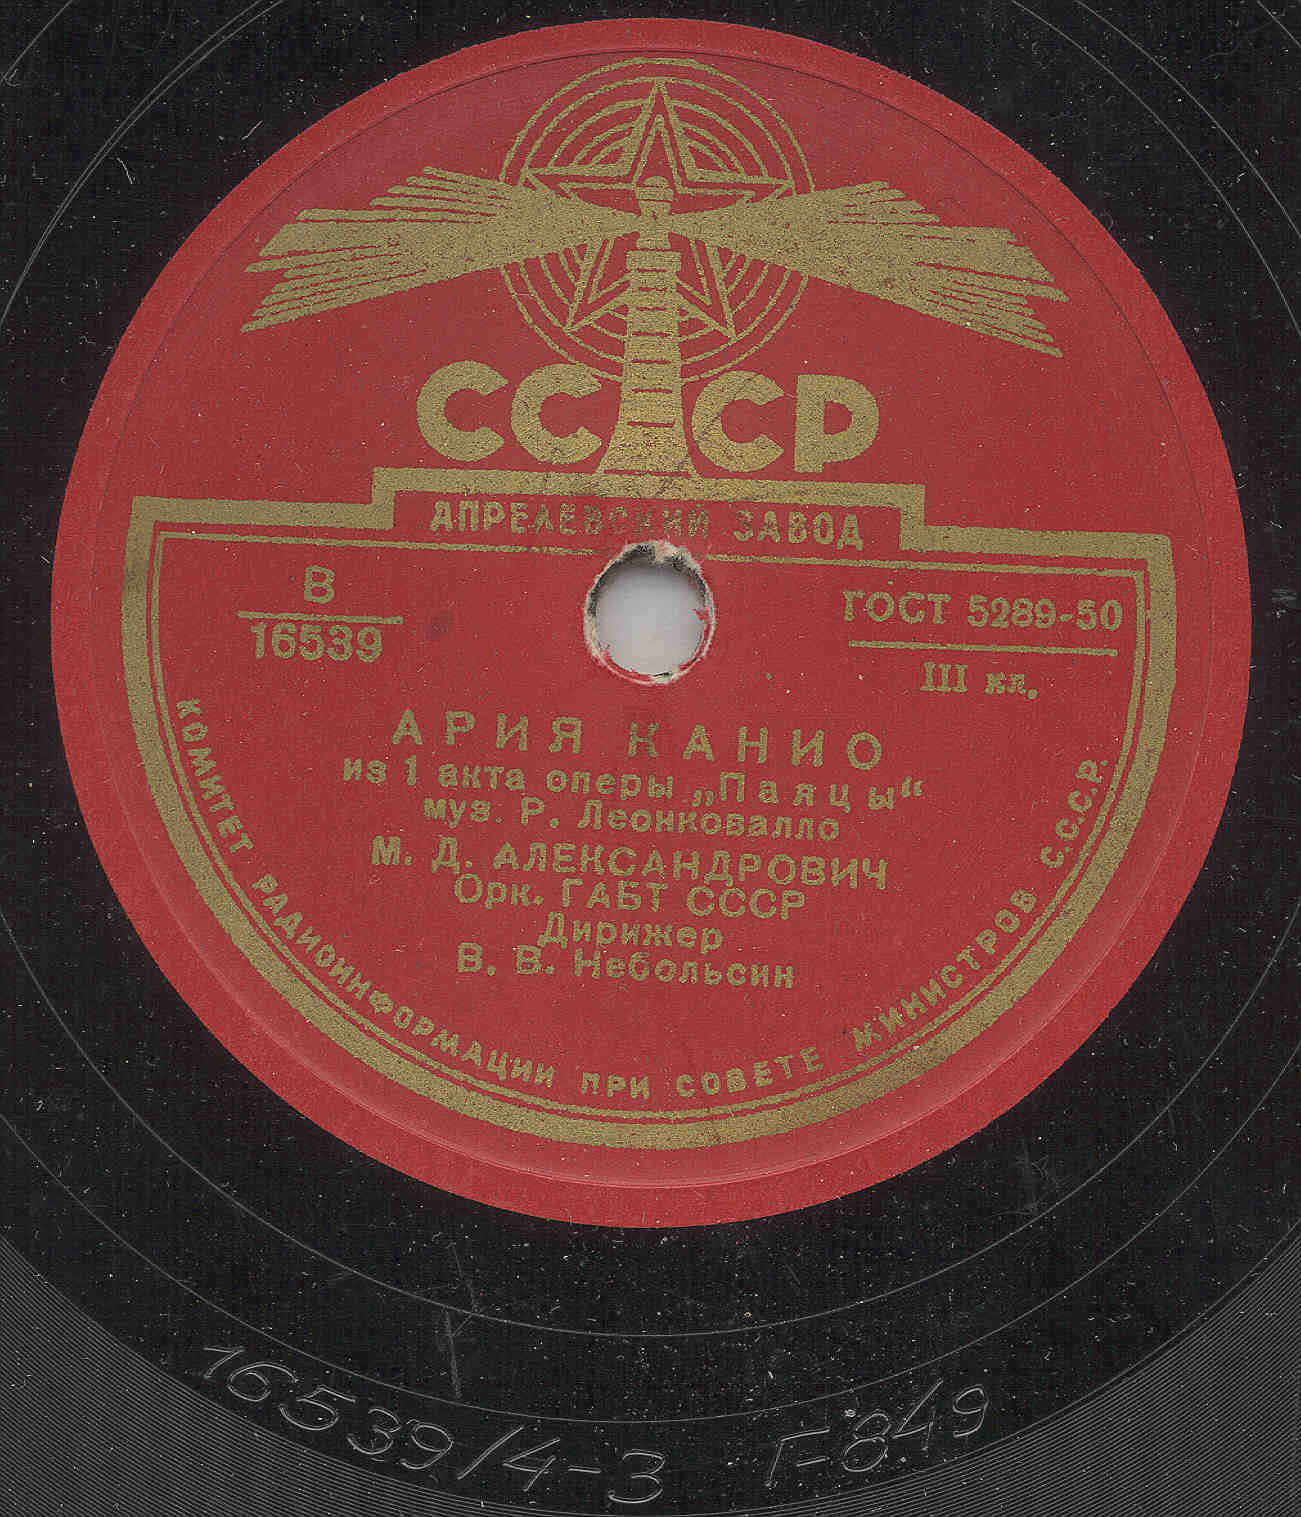 СССР
АПРЕЛЕВСКИЙ ЗАВОД
В
16539
ГОСТ 5289-50
III кл.
АРИЯ КАНИО
из 1 акта оперы „Паяцы“
муз. Р. Леонковалло
М. Д. АЛЕКСАНДРОВИЧ
Орк. ГАБТ СССР
Дирижер
В. В. Небольсин
КОМИТЕТ РАДИОИНФОРМАЦИИ ПРИ СОВЕТЕ МИНИСТРОВ С.С.С.Р.
16539/4-3 Г-849